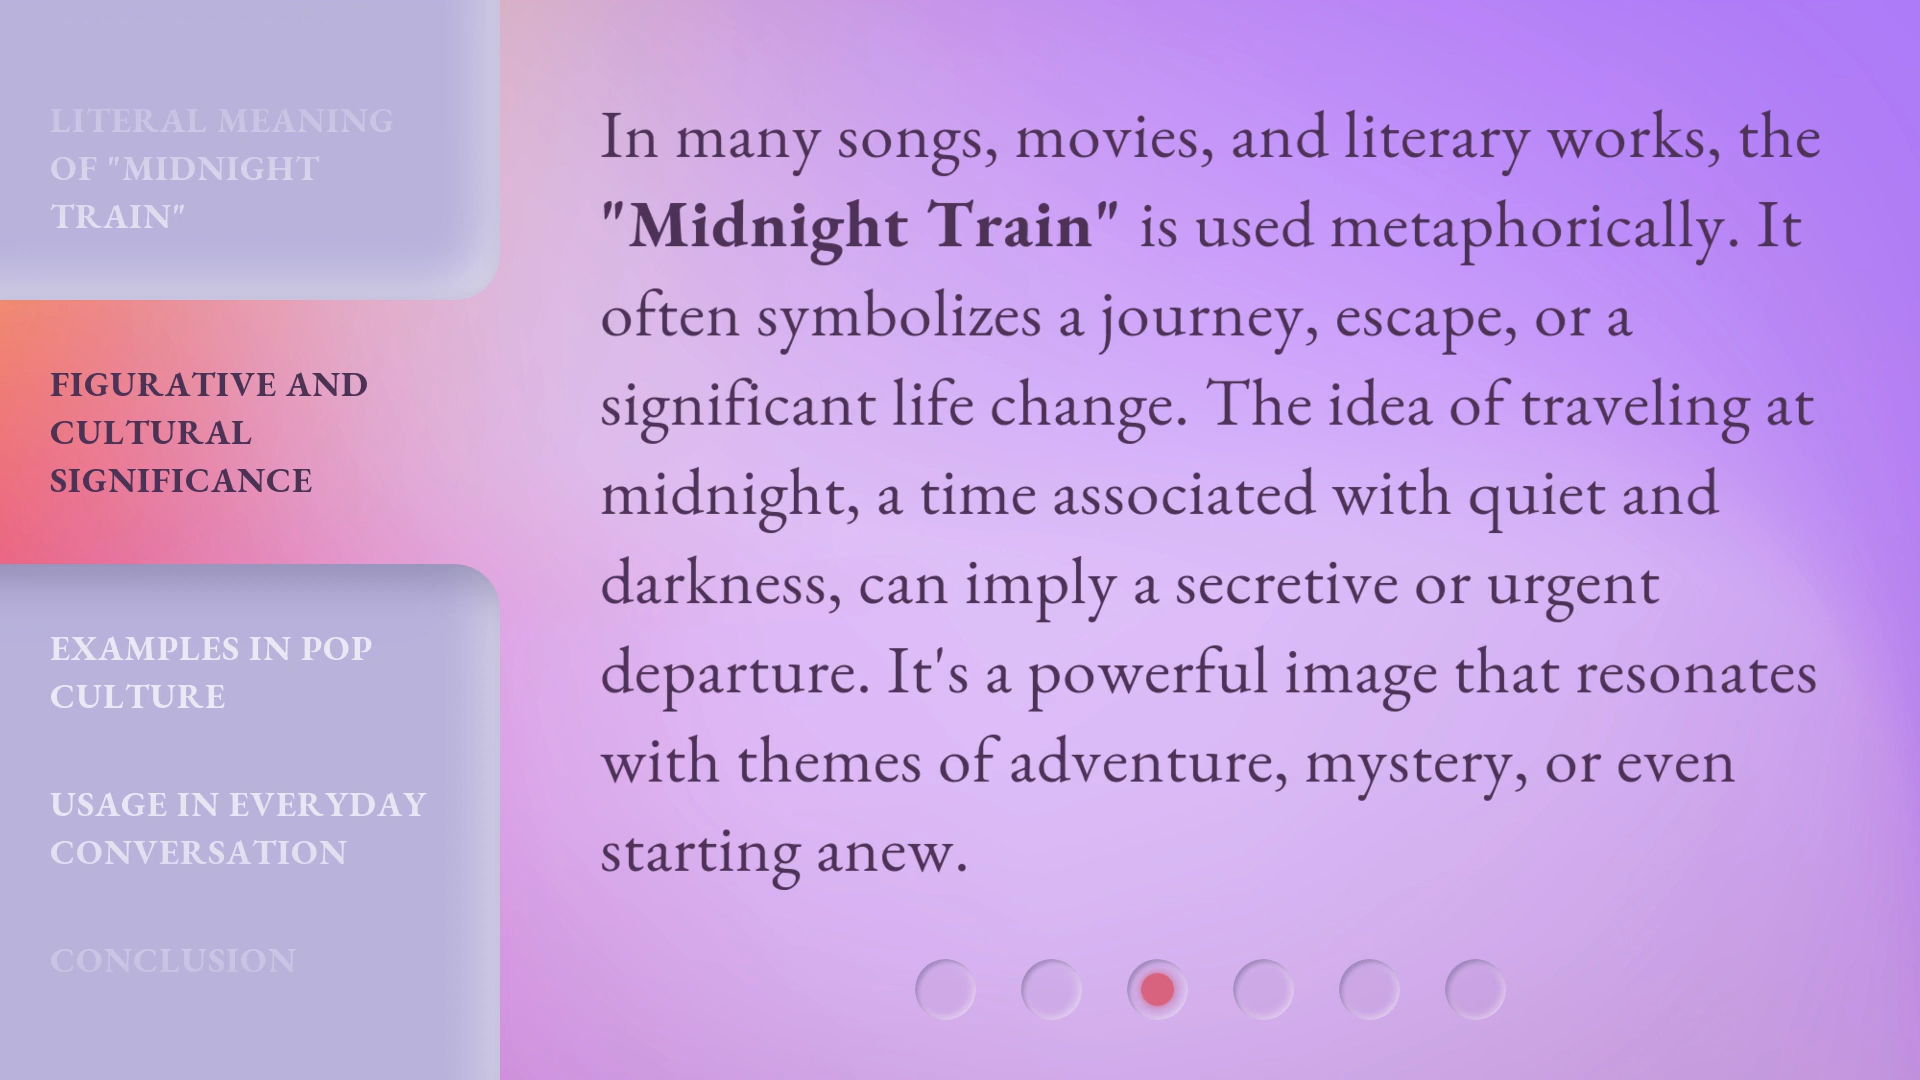 LITERAL MEANING
OF "MIDNIGHT
TRAIN"
FIGURATIVE AND
CULTURAL
SIGNIFICANCE
EXAMPLES IN POP
CULTURE
USAGE IN EVERYDAY
CONVERSATION
CONCLUSION
In many songs, movies, and literary works, the
"Midnight Train" is used metaphorically. It
often symbolizes a journey, escape, or a
significant life change. The idea of traveling at
midnight, a time associated with quiet and
darkness, can imply a secretive or urgent
departure. It's a powerful image that resonates
with themes of adventure, mystery, or even
starting anew.